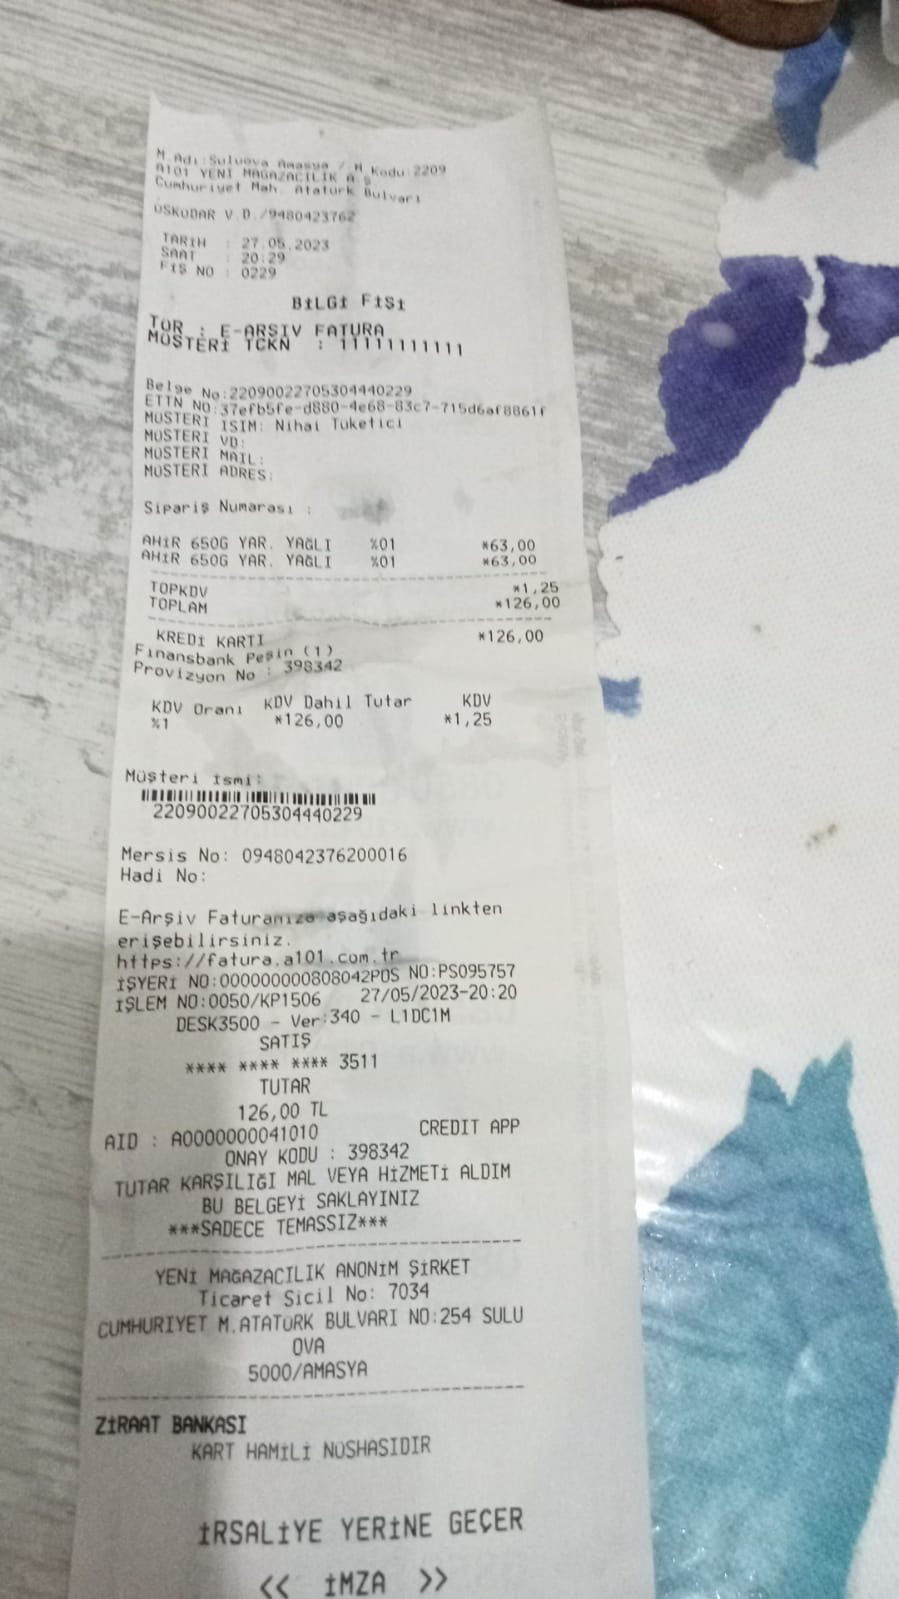 M.Adı:Suluova Amasya / M.Kodu:2209
A101 YENİ MAĞAZACILIK A.Ş
Cumhuriyet Mah. Atatürk Bulvarı
ÜSKÜDAR V.D./9480423762
TARİH : 27.05.2023
SAAT : 20:29
FİŞ NO : 0229
BİLGİ FİŞİ
TÜR : E-ARŞİV FATURA
MÜŞTERİ TCKN : 11111111111
Belge No:22090022705304440229
ETTN NO:37efb5fe-d880-4e68-83c7-715d6af8861f
MÜŞTERİ İSİM: Nihai Tüketici
MÜŞTERİ VD:
MÜŞTERİ MAIL:
MÜŞTERİ ADRES:
Sipariş Numarası :
AHİR 650G YAR. YAĞLI %01 *63,00
AHİR 650G YAR. YAĞLI %01 *63,00
TOPKDV *1,25
TOPLAM *126,00
KREDİ KARTI *126,00
Finansbank Peşin (1)
Provizyon No : 398342
KDV Oranı KDV Dahil Tutar KDV
%1 *126,00 *1,25
Müşteri İsmi:
22090022705304440229
Mersis No: 0948042376200016
Hadi No:
E-Arşiv Faturanıza aşağıdaki linkten
erişebilirsiniz.
https://fatura.a101.com.tr
İŞYERİ NO:000000000808042POS NO:PS095757
İŞLEM NO:0050/KP1506 27/05/2023-20:20
DESK3500 - Ver:340 - L1DC1M
SATIŞ
**** **** **** 3511
TUTAR
126,00 TL
AID : A0000000041010 CREDIT APP
ONAY KODU : 398342
TUTAR KARŞILIĞI MAL VEYA HİZMETİ ALDIM
BU BELGEYİ SAKLAYINIZ
***SADECE TEMASSIZ***
YENİ MAĞAZACILIK ANONİM ŞİRKET
Ticaret Sicil No: 7034
CUMHURİYET M.ATATÜRK BULVARI NO:254 SULU
OVA
5000/AMASYA
ZİRAAT BANKASI
KART HAMİLİ NÜSHASIDIR
İRSALİYE YERİNE GEÇER
<< İMZA >>